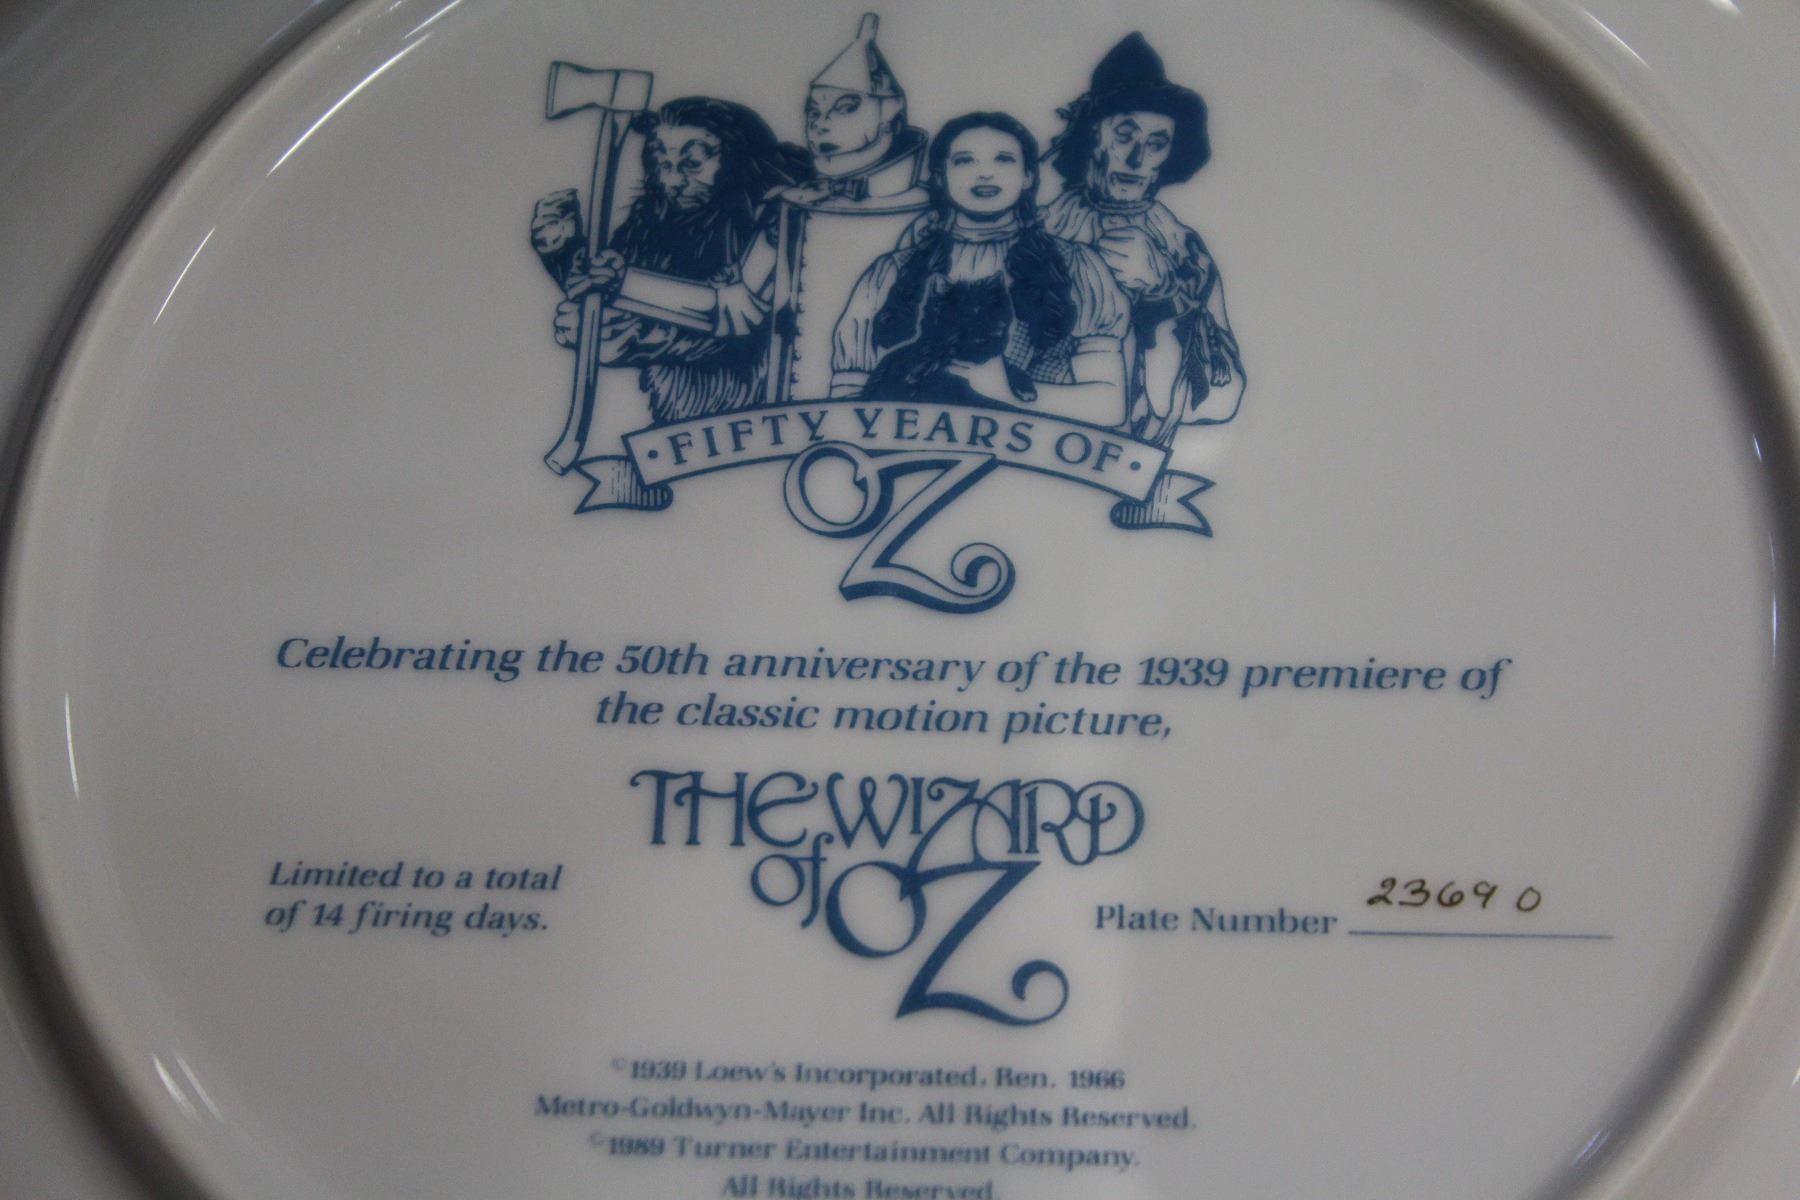 · FIFTY YEARS OF ·
OZ
Celebrating the 50th anniversary of the 1939 premiere of
the classic motion picture,
THE WIZARD
of OZ
Limited to a total
of 14 firing days.
Plate Number 23690
©1939 Loew's Incorporated, Ren. 1966
Metro-Goldwyn-Mayer Inc. All Rights Reserved.
©1989 Turner Entertainment Company.
All Rights Reserved.